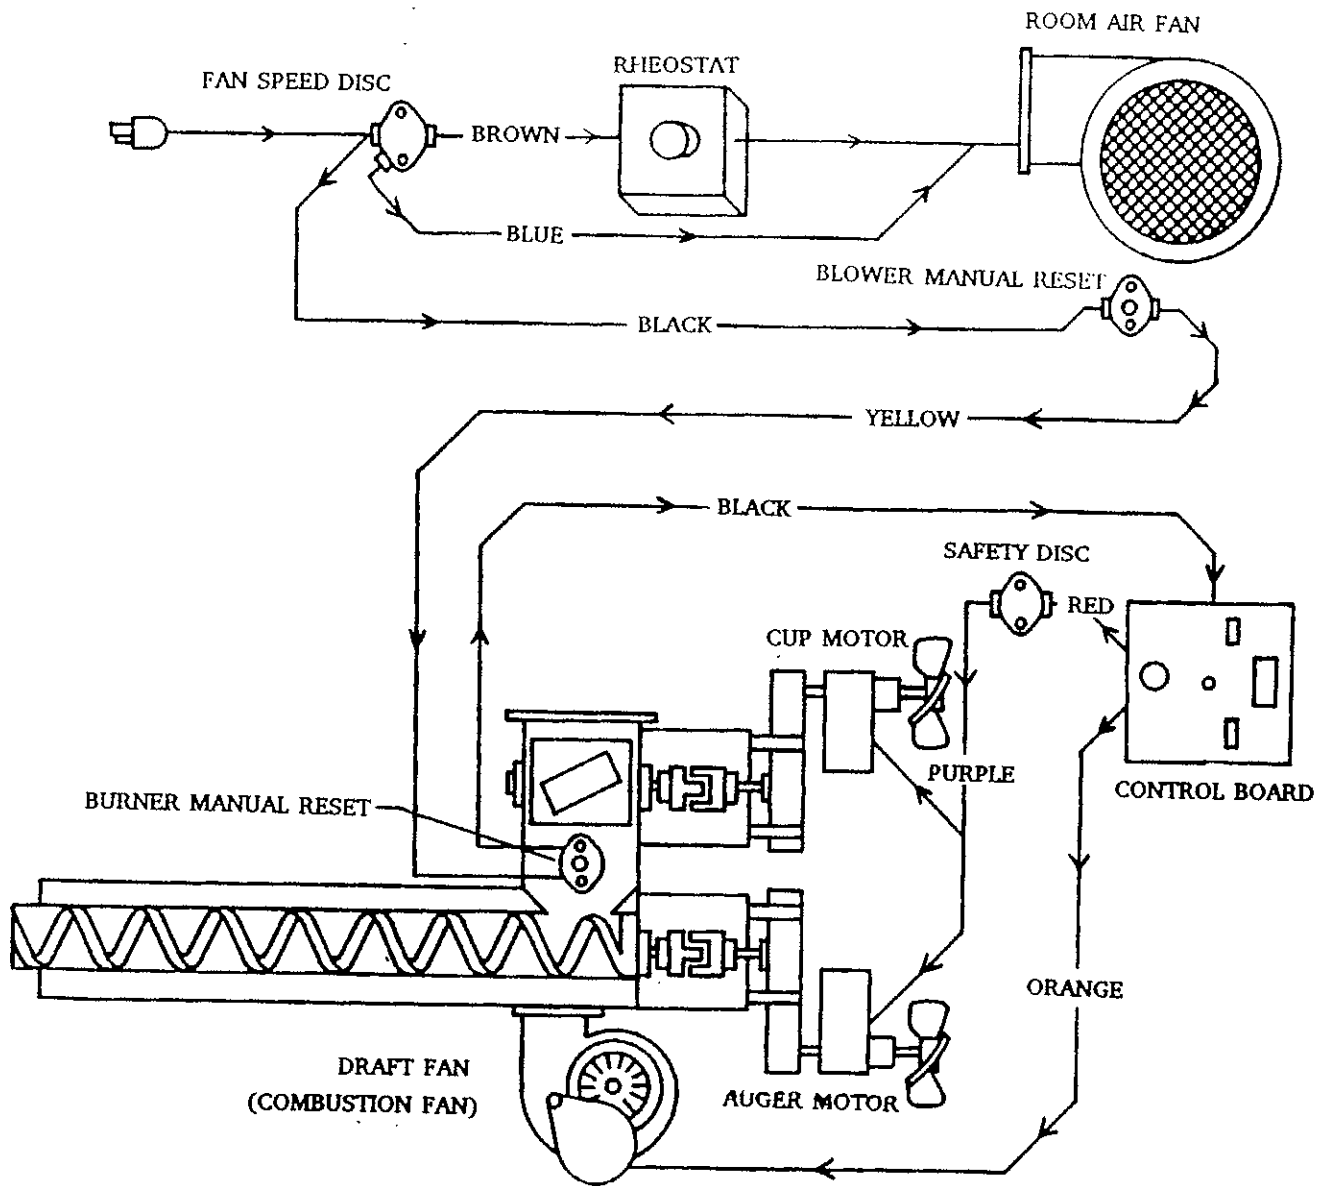 ROOM AIR FAN
RHEOSTAT
FAN SPEED DISC
BROWN
BLUE
BLOWER MANUAL RESET
BLACK
YELLOW
BLACK
SAFETY DISC
RED
CUP MOTOR
PURPLE
CONTROL BOARD
BURNER MANUAL RESET
ORANGE
DRAFT FAN
(COMBUSTION FAN)
AUGER MOTOR